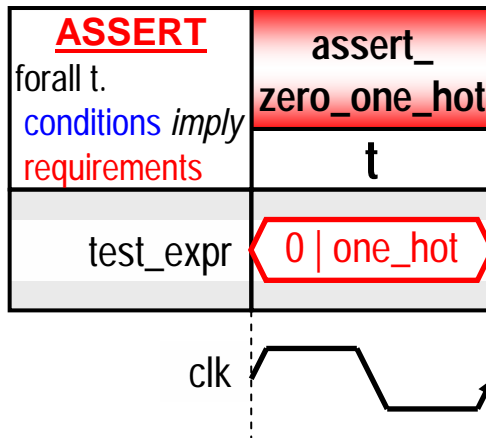 ASSERT
forall t.
conditions imply
requirements
assert_
zero_one_hot
t
test_expr
0 | one_hot
clk